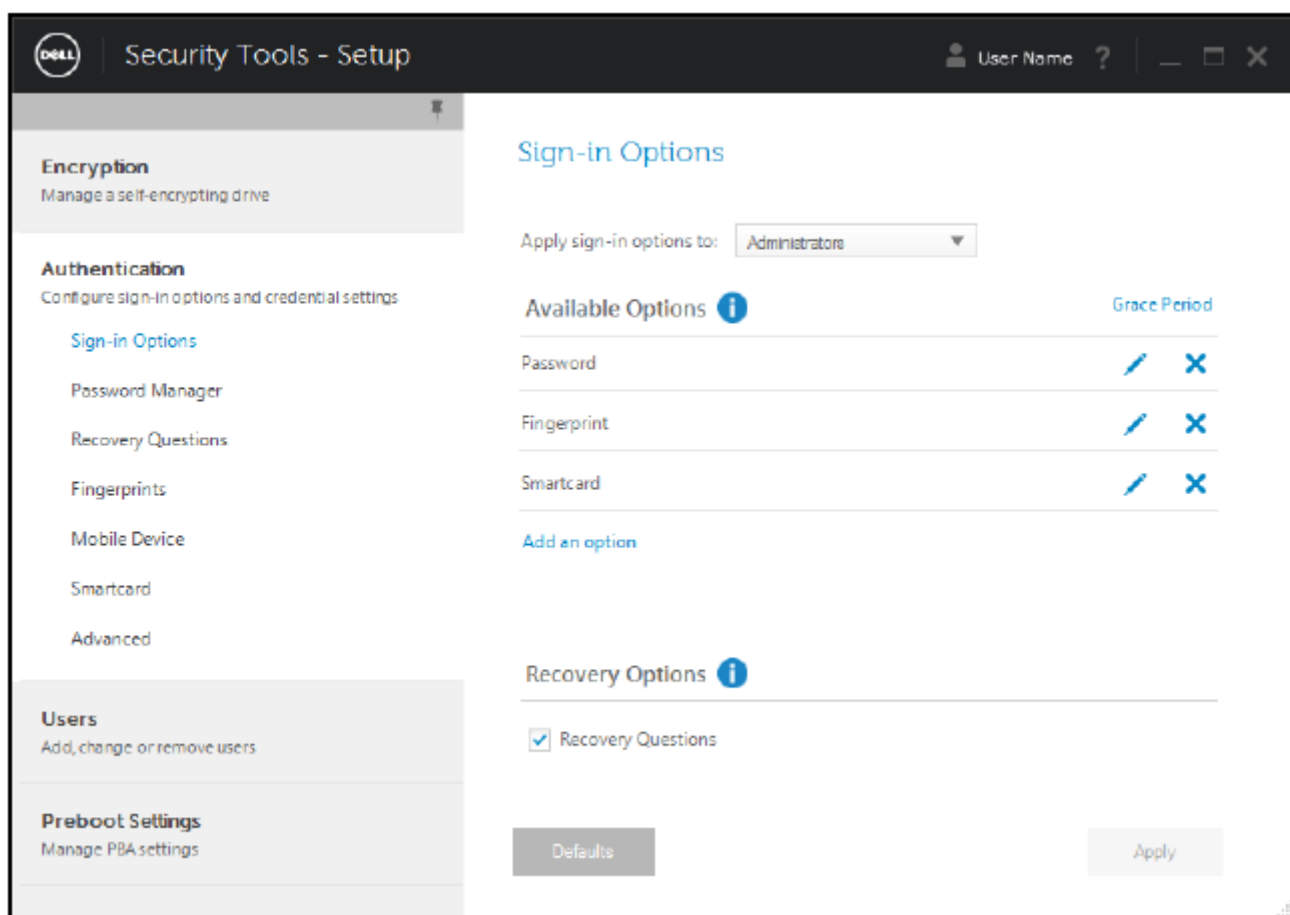 DELL
Security Tools - Setup
User Name ?
Encryption
Manage a self-encrypting drive
Authentication
Configure sign-in options and credential settings
Sign-in Options
Password Manager
Recovery Questions
Fingerprints
Mobile Device
Smartcard
Advanced
Users
Add, change or remove users
Preboot Settings
Manage PBA settings
Sign-in Options
Apply sign-in options to: Administrators
Available Options i Grace Period
Password
Fingerprint
Smartcard
Add an option
Recovery Options i
Recovery Questions
Defaults Apply